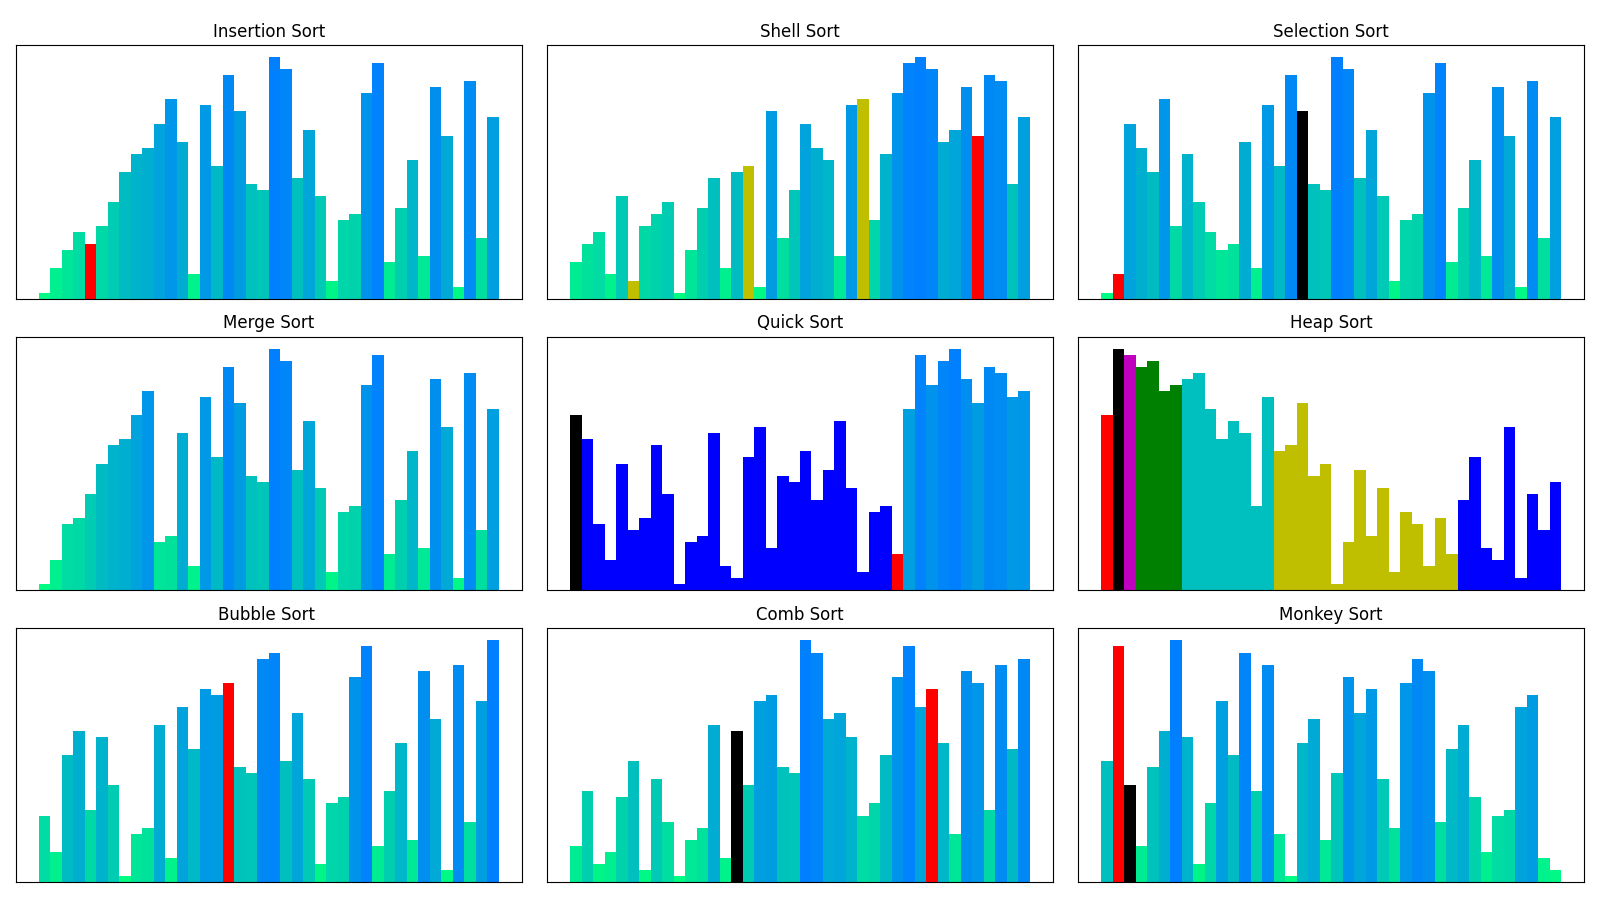 Insertion Sort
Shell Sort
Selection Sort
Merge Sort
Quick Sort
Heap Sort
Bubble Sort
Comb Sort
Monkey Sort